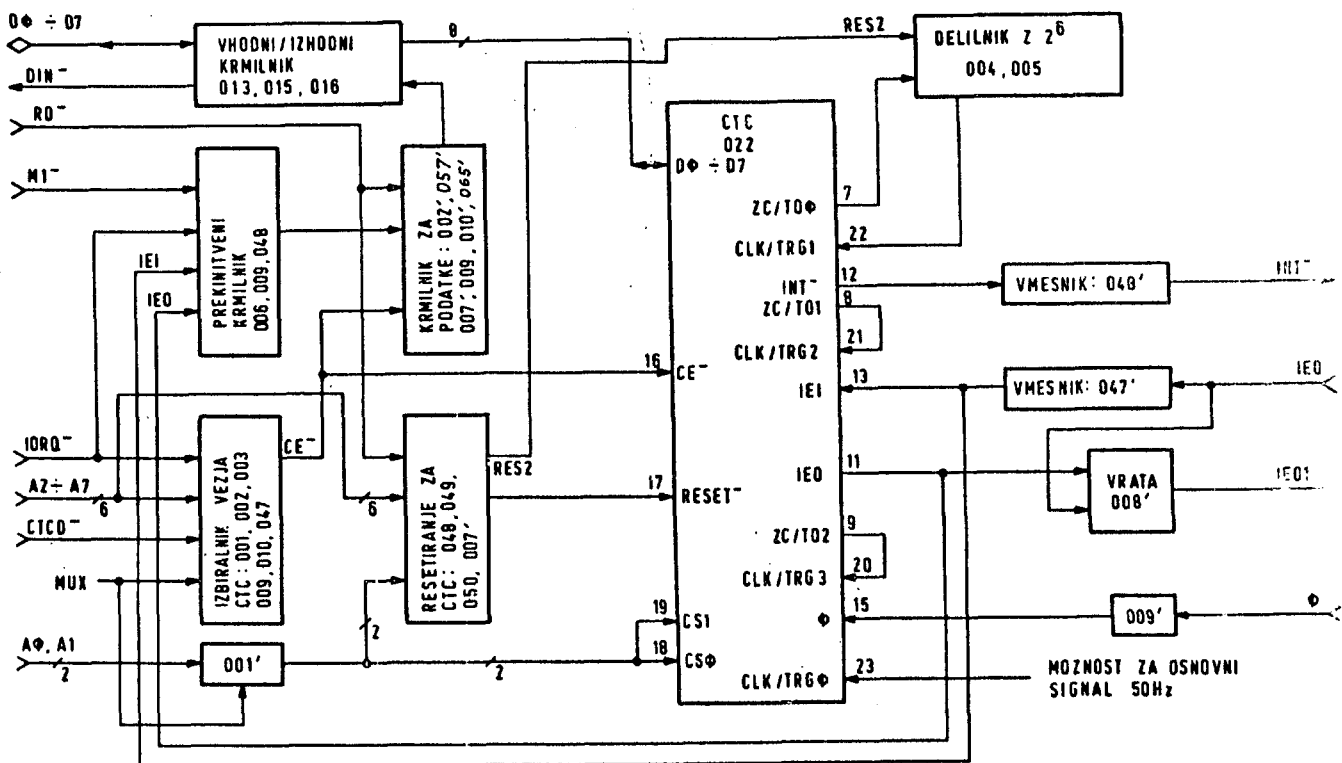 DΦ ÷ D7
DIN⁻
RD⁻
M1⁻
IORQ⁻
A2 ÷ A7
6
CTCD⁻
MUX
AΦ, A1
2
VHODNI/IZHODNI
KRMILNIK
013, 015, 016
8
IEI
IEO
PREKINITVENI
KRMILNIK
006, 009, 048
KRMILNIK ZA
PODATKE: 002', 057'
007', 009, 010', 065'
IZBIRALNIK VEZJA
CTC: 001, 002, 003
009, 010, 047
CE⁻
6
RESETIRANJE ZA
CTC: 048, 049,
050, 007'
RES2
001'
2
2
RES2
DELILNIK Z 2⁶
004, 005
CTC
022
DΦ ÷ D7
16
CE⁻
17
RESET⁻
19
CS1
18
CSΦ
ZC/TOΦ
7
CLK/TRG1
22
INT⁻
12
ZC/TO1
8
CLK/TRG2
21
IEI
13
IEO
11
ZC/TO2
9
CLK/TRG3
20
Φ
15
CLK/TRGΦ
23
VMESNIK: 048'
INT⁻
VMESNIK: 047'
IEO
VRATA
008'
IEO1
009'
Φ
MOZNOST ZA OSNOVNI
SIGNAL 50Hz